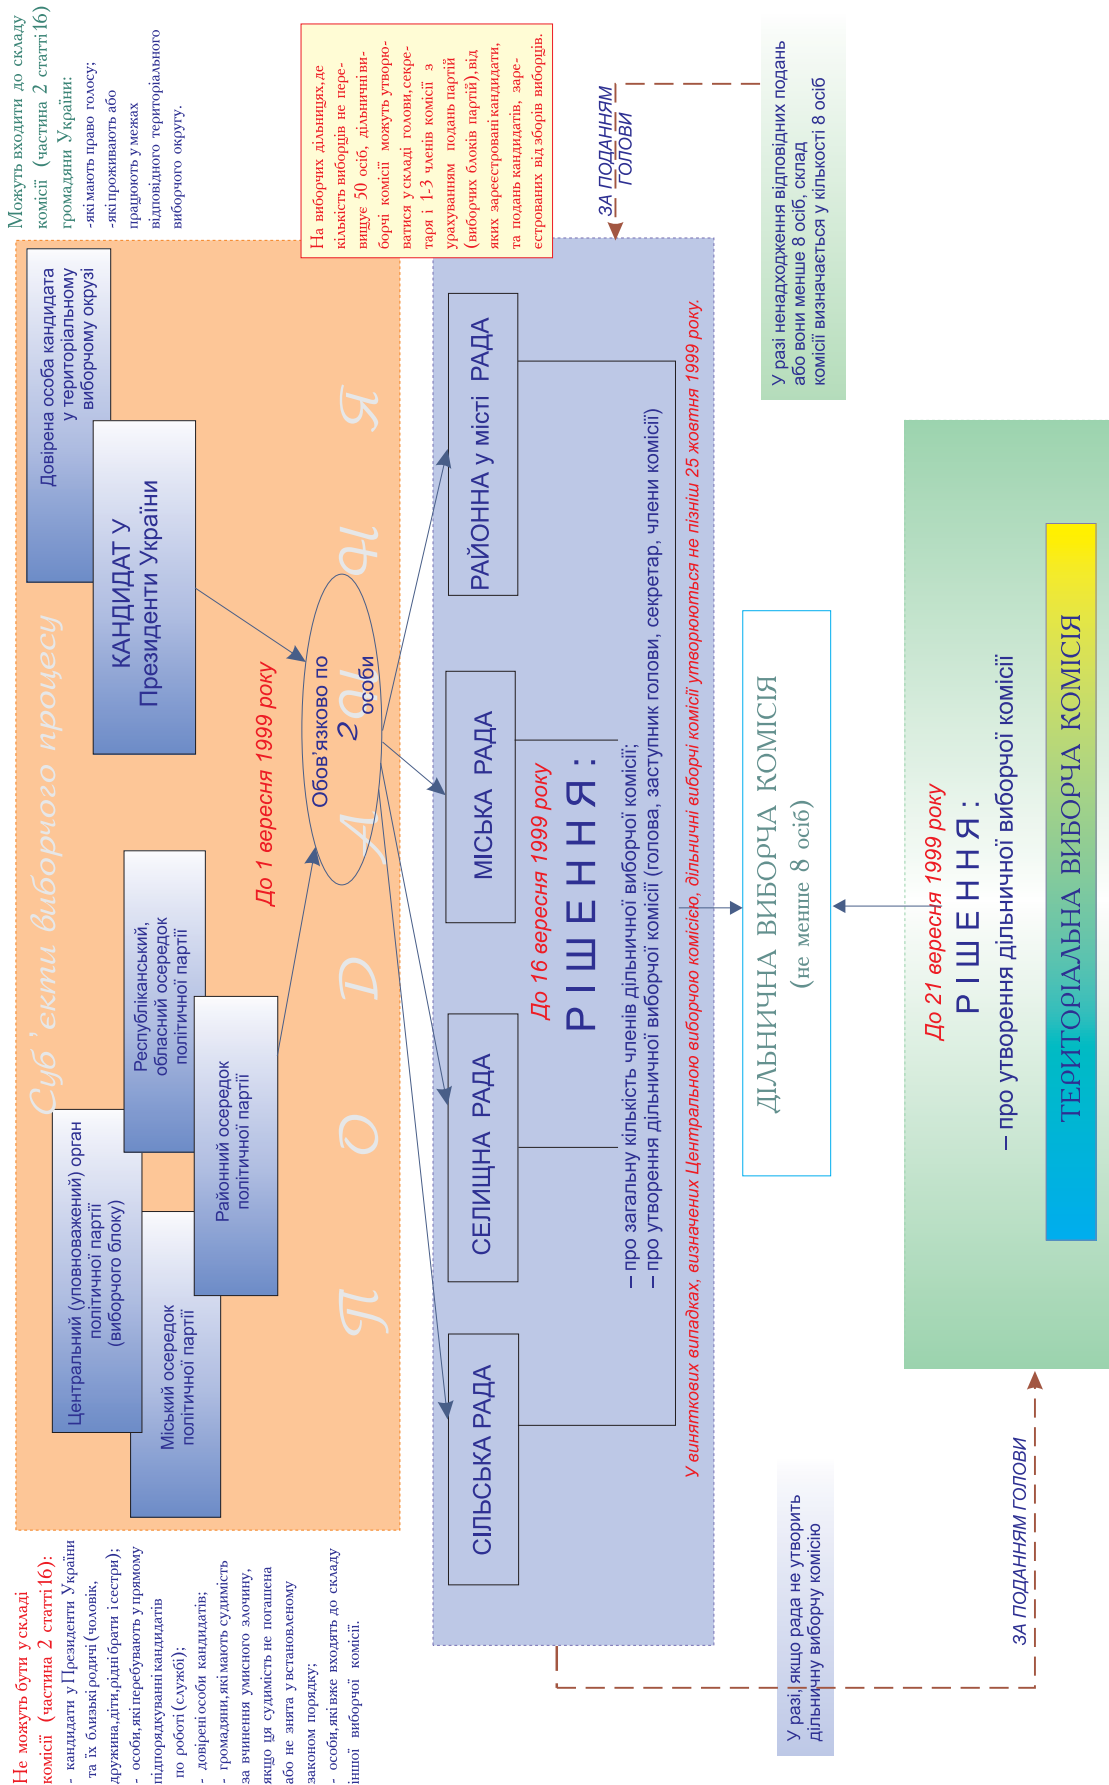 Не можуть бути у складі
комісії (частина 2 статті 16):
- кандидати у Президенти України
та їх близькі родичі (чоловік,
дружина, діти, рідні брати і сестри);
- особи, які перебувають у прямому
підпорядкуванні кандидатів
по роботі (службі);
- довірені особи кандидатів;
- громадяни, які мають судимість
за вчинення умисного злочину,
якщо ця судимість не погашена
або не знята у встановленому
законом порядку;
- особи, які вже входять до складу
іншої виборчої комісії.
Суб'єкти виборчого процесу
Центральний (уповноважений) орган
політичної партії
(виборчого блоку)
Міський осередок
політичної партії
Республіканський,
обласний осередок
політичної партії
Районний осередок
політичної партії
Довірена особа кандидата
у територіальному
виборчому окрузі
КАНДИДАТ У
Президенти України
До 1 вересня 1999 року
Обов'язково по
2 особи
П О Д А Н Н Я
Можуть входити до складу
комісії (частина 2 статті 16)
громадяни України:
-які мають право голосу;
-які проживають або
працюють у межах
відповідного територіального
виборчого округу.
На виборчих дільницях, де
кількість виборців не пере-
вищує 50 осіб, дільничні ви-
борчі комісії можуть утворю-
ватися у складі голови, секре-
таря і 1-3 членів комісії з
урахуванням подань партій
(виборчих блоків партій), від
яких зареєстровані кандидати,
та подань кандидатів, заре-
єстрованих від зборів виборців.
СІЛЬСЬКА РАДА
СЕЛИЩНА РАДА
МІСЬКА РАДА
РАЙОННА у місті РАДА
До 16 вересня 1999 року
РІШЕННЯ:
– про загальну кількість членів дільничної виборчої комісії;
– про утворення дільничної виборчої комісії (голова, заступник голови, секретар, члени комісії)
У виняткових випадках, визначених Центральною виборчою комісією, дільничні виборчі комісії утворюються не пізніш 25 жовтня 1999 року.
ЗА ПОДАННЯМ
ГОЛОВИ
У разі ненадходження відповідних подань
або вони менше 8 осіб, склад
комісії визначається у кількості 8 осіб
ДІЛЬНИЧНА ВИБОРЧА КОМІСІЯ
(не менше 8 осіб)
У разі, якщо рада не утворить
дільничну виборчу комісію
ЗА ПОДАННЯМ ГОЛОВИ
До 21 вересня 1999 року
РІШЕННЯ:
– про утворення дільничної виборчої комісії
ТЕРИТОРІАЛЬНА ВИБОРЧА КОМІСІЯ